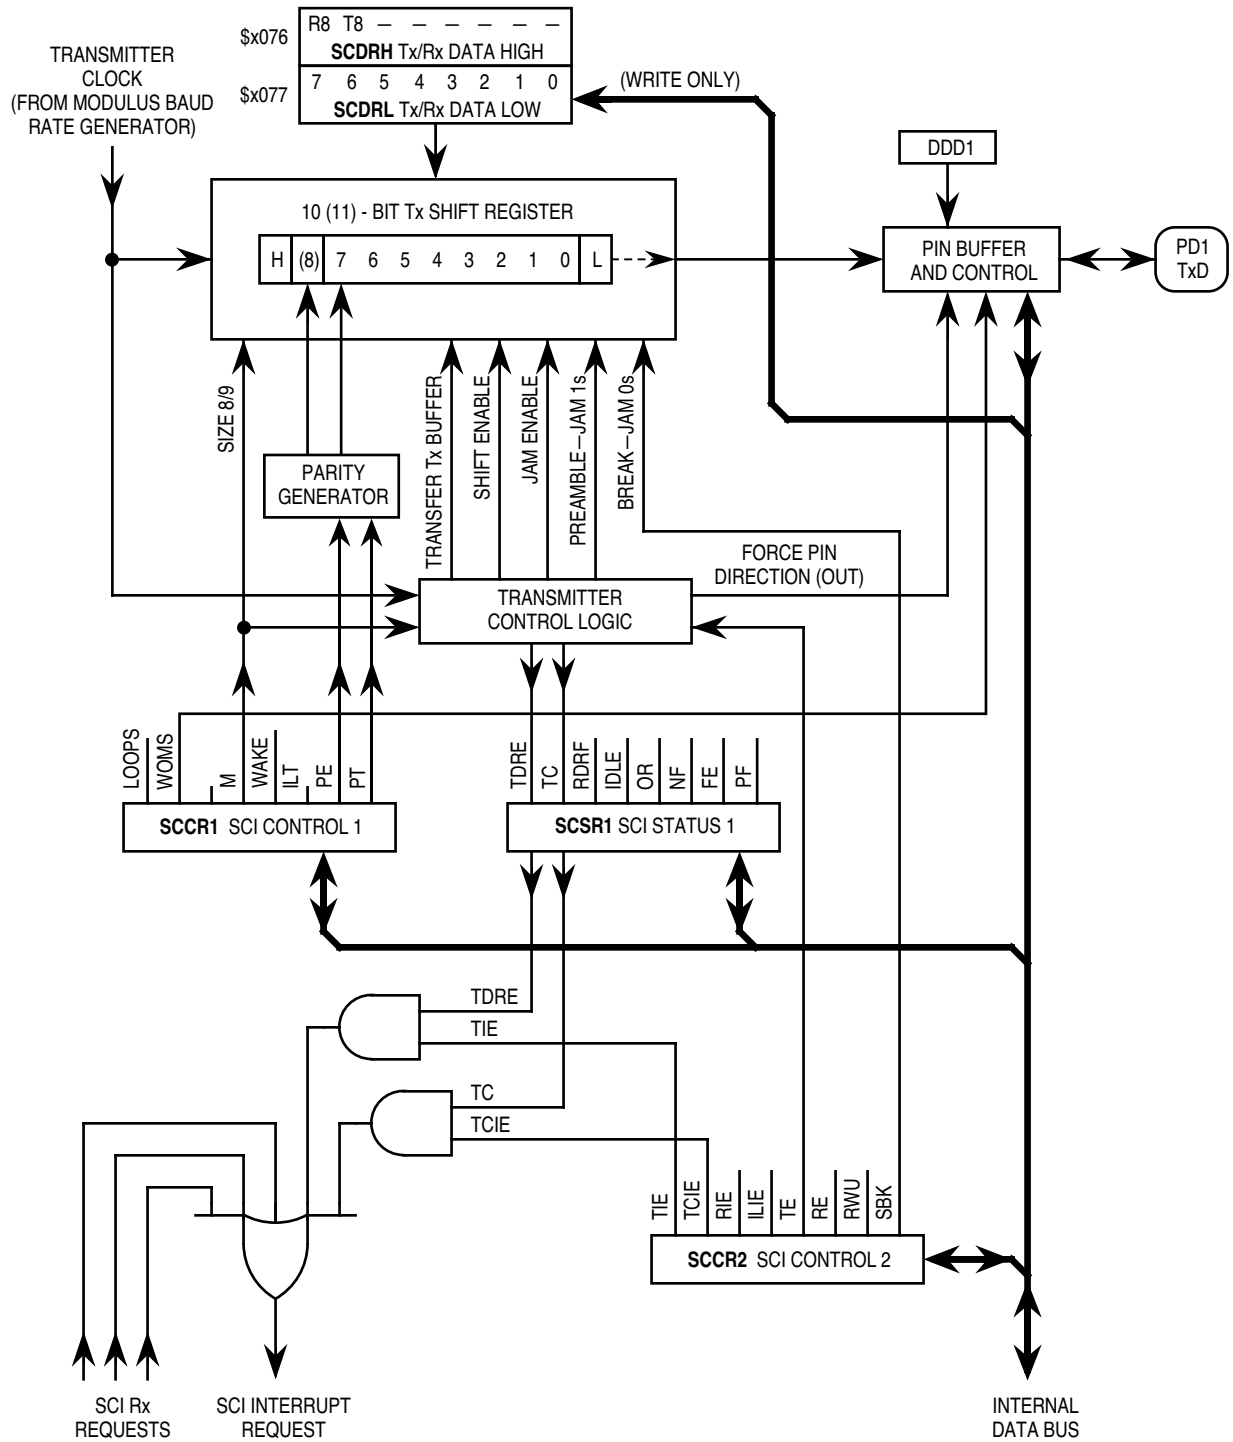 R8 T8 — — — — — —
$x076
SCDRH Tx/Rx DATA HIGH
7 6 5 4 3 2 1 0
$x077
SCDRL Tx/Rx DATA LOW
(WRITE ONLY)
TRANSMITTER
CLOCK
(FROM MODULUS BAUD
RATE GENERATOR)
DDD1
10 (11) - BIT Tx SHIFT REGISTER
H (8) 7 6 5 4 3 2 1 0 L
PIN BUFFER
AND CONTROL
PD1
TxD
SIZE 8/9
TRANSFER Tx BUFFER
SHIFT ENABLE
JAM ENABLE
PREAMBLE—JAM 1s
BREAK—JAM 0s
PARITY
GENERATOR
FORCE PIN
DIRECTION (OUT)
TRANSMITTER
CONTROL LOGIC
LOOPS
WOMS
M
WAKE
ILT
PE
PT
SCCR1 SCI CONTROL 1
TDRE
TC
RDRF
IDLE
OR
NF
FE
PF
SCSR1 SCI STATUS 1
TDRE
TIE
TC
TCIE
TIE
TCIE
RIE
ILIE
TE
RE
RWU
SBK
SCCR2 SCI CONTROL 2
SCI Rx
REQUESTS
SCI INTERRUPT
REQUEST
INTERNAL
DATA BUS